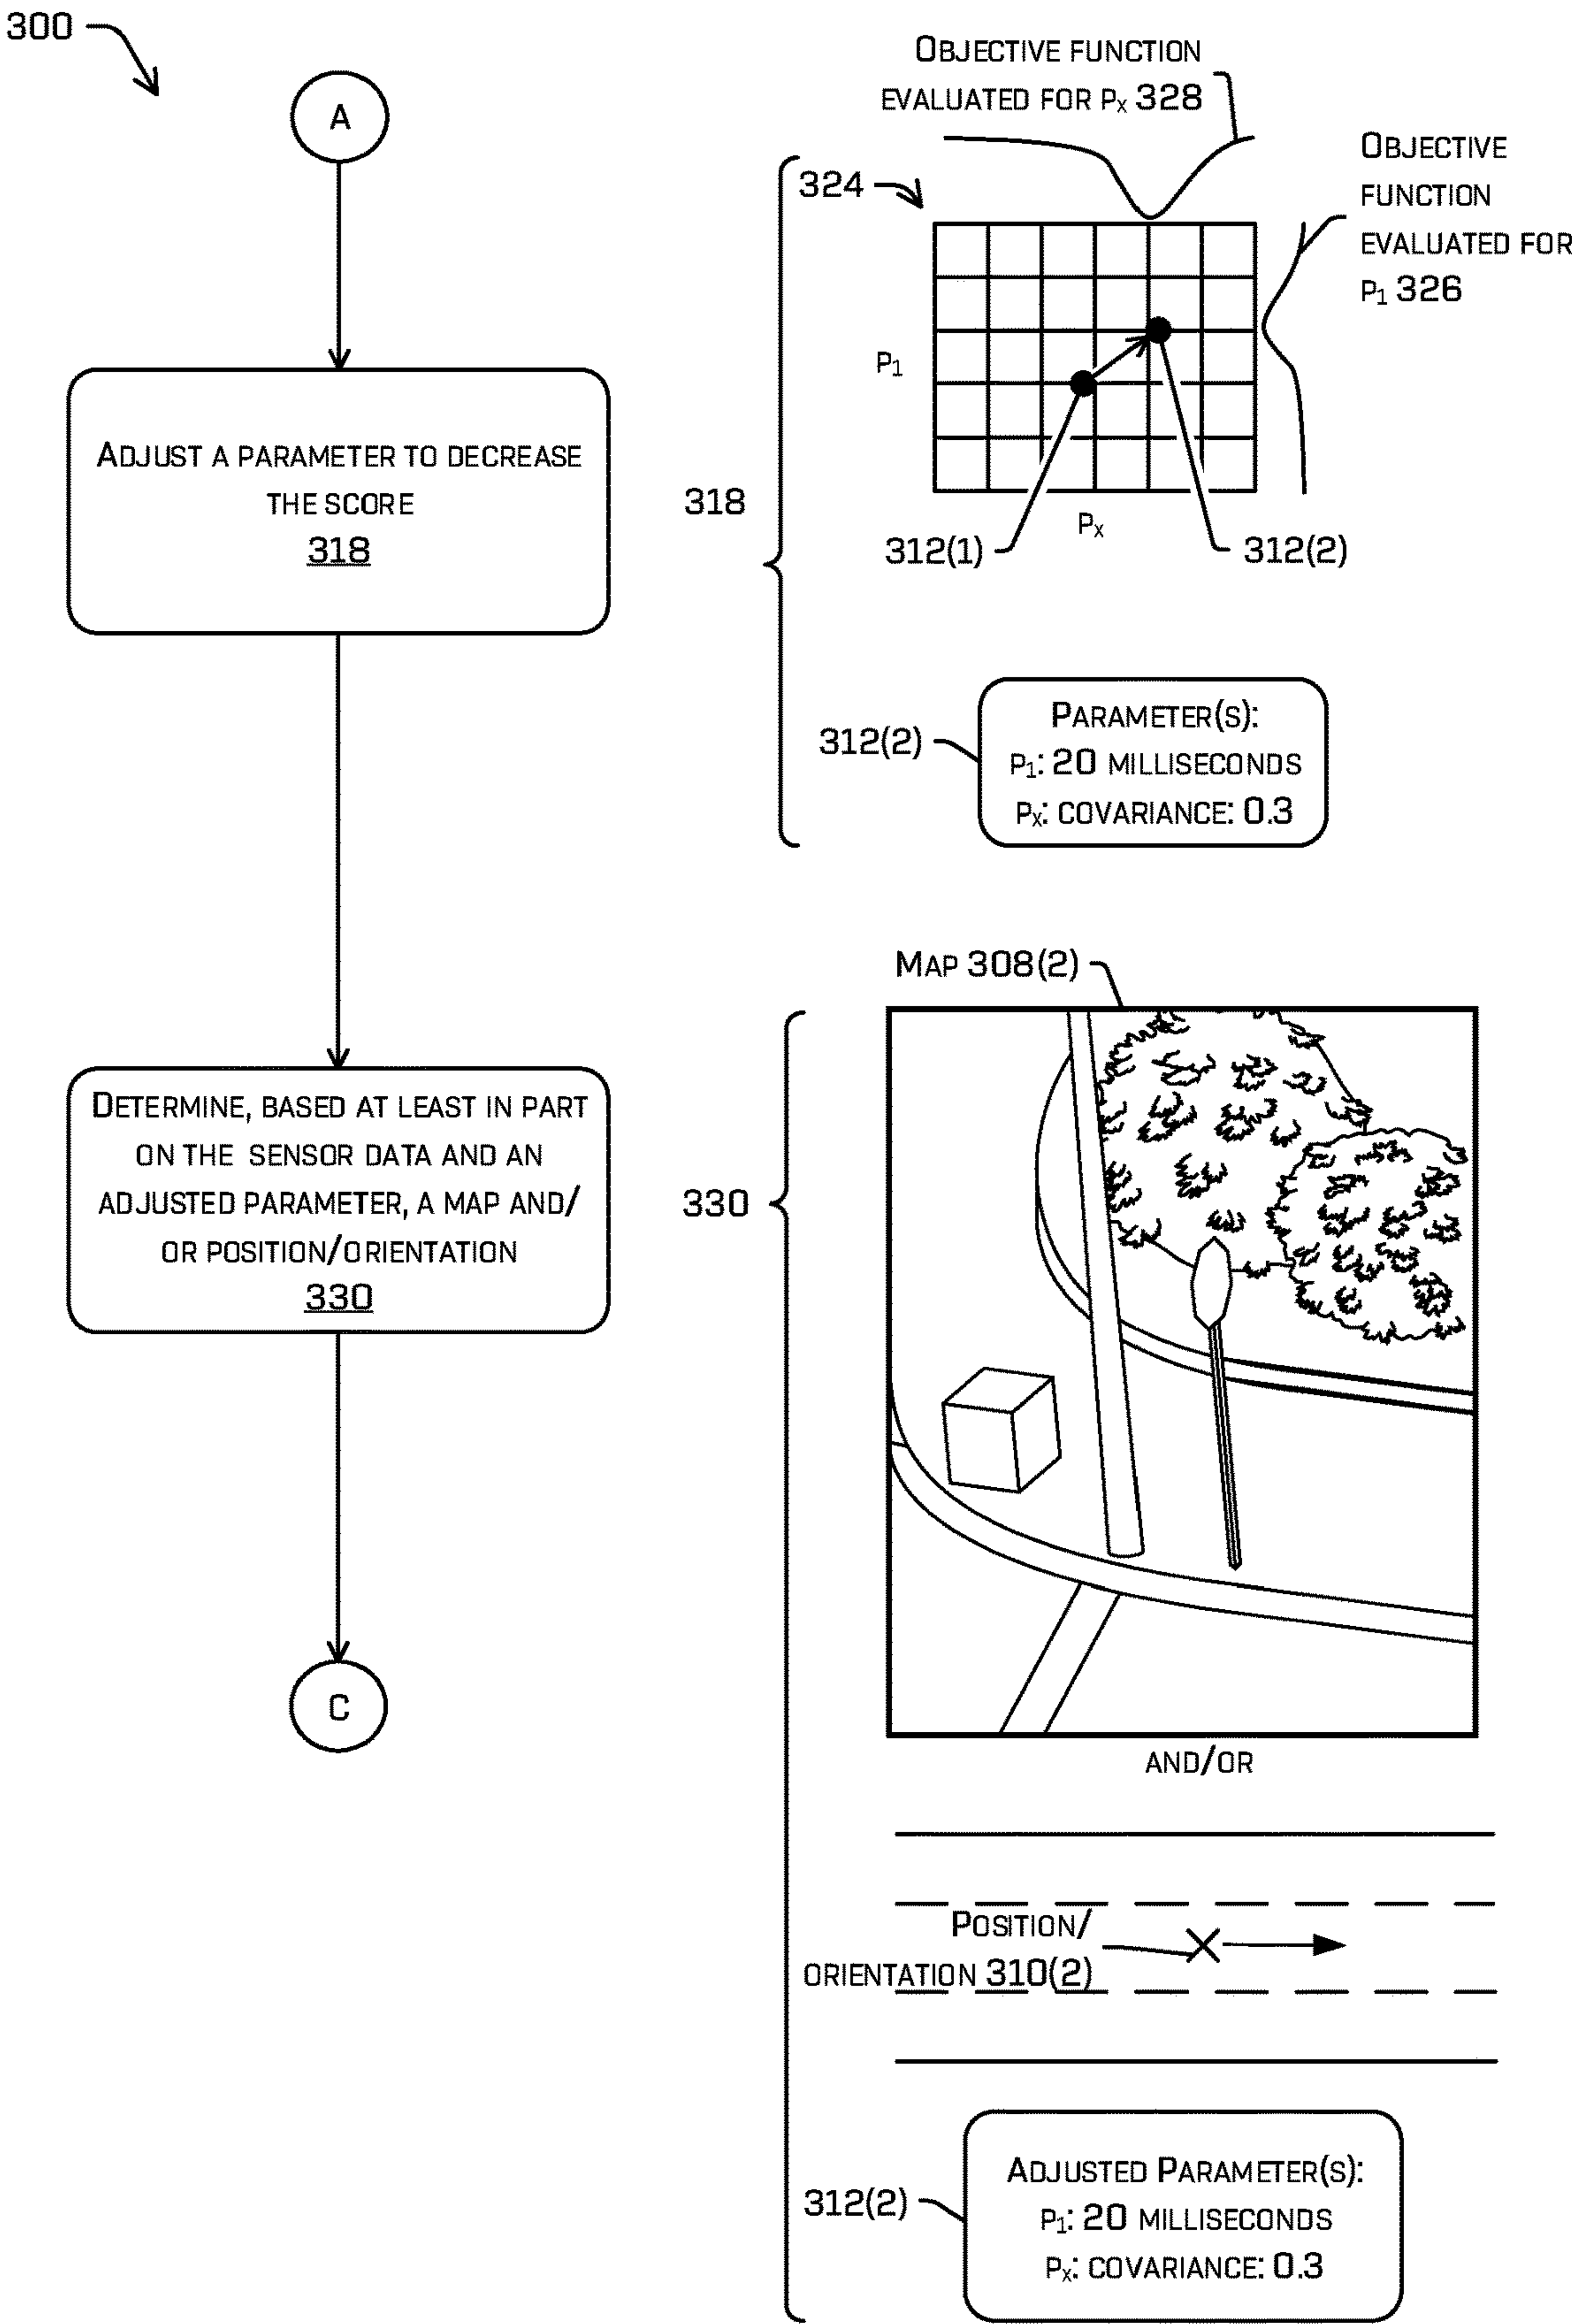 300
A
ADJUST A PARAMETER TO DECREASE
THE SCORE
318
DETERMINE, BASED AT LEAST IN PART
ON THE SENSOR DATA AND AN
ADJUSTED PARAMETER, A MAP AND/
OR POSITION/ORIENTATION
330
C
318
OBJECTIVE FUNCTION
EVALUATED FOR Px 328
324
OBJECTIVE
FUNCTION
EVALUATED FOR
P1 326
P1
Px
312(1)
312(2)
312(2)
PARAMETER(S):
P1: 20 MILLISECONDS
Px: COVARIANCE: 0.3
330
MAP 308(2)
AND/OR
POSITION/
ORIENTATION 310(2)
312(2)
ADJUSTED PARAMETER(S):
P1: 20 MILLISECONDS
Px: COVARIANCE: 0.3